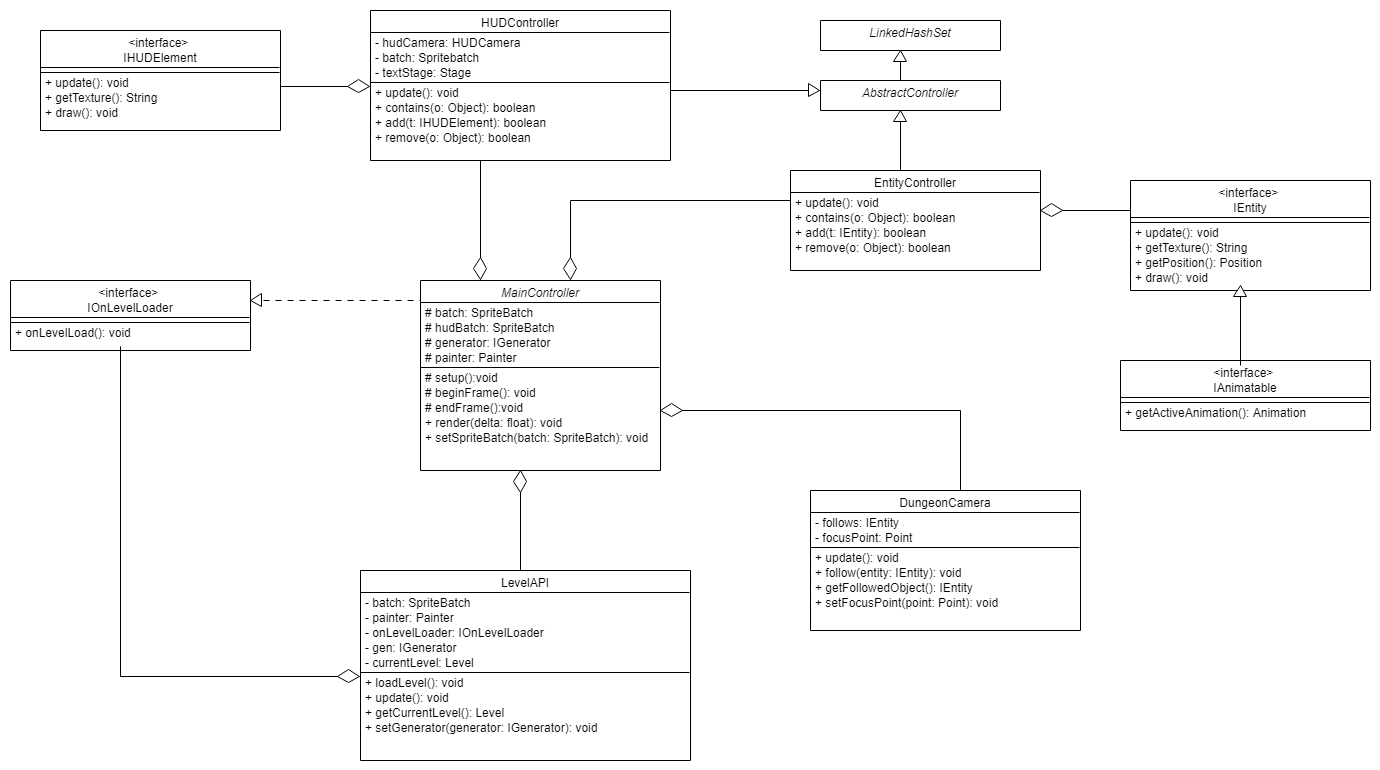 <interface>
IHUDElement
+ update(): void
+ getTexture(): String
+ draw(): void
HUDController
- hudCamera: HUDCamera
- batch: Spritebatch
- textStage: Stage
+ update(): void
+ contains(o: Object): boolean
+ add(t: IHUDElement): boolean
+ remove(o: Object): boolean
LinkedHashSet
AbstractController
EntityController
+ update(): void
+ contains(o: Object): boolean
+ add(t: IEntity): boolean
+ remove(o: Object): boolean
<interface>
IEntity
+ update(): void
+ getTexture(): String
+ getPosition(): Position
+ draw(): void
<interface>
IOnLevelLoader
+ onLevelLoad(): void
MainController
# batch: SpriteBatch
# hudBatch: SpriteBatch
# generator: IGenerator
# painter: Painter
# setup():void
# beginFrame(): void
# endFrame():void
+ render(delta: float): void
+ setSpriteBatch(batch: SpriteBatch): void
<interface>
IAnimatable
+ getActiveAnimation(): Animation
DungeonCamera
- follows: IEntity
- focusPoint: Point
+ update(): void
+ follow(entity: IEntity): void
+ getFollowedObject(): IEntity
+ setFocusPoint(point: Point): void
LevelAPI
- batch: SpriteBatch
- painter: Painter
- onLevelLoader: IOnLevelLoader
- gen: IGenerator
- currentLevel: Level
+ loadLevel(): void
+ update(): void
+ getCurrentLevel(): Level
+ setGenerator(generator: IGenerator): void